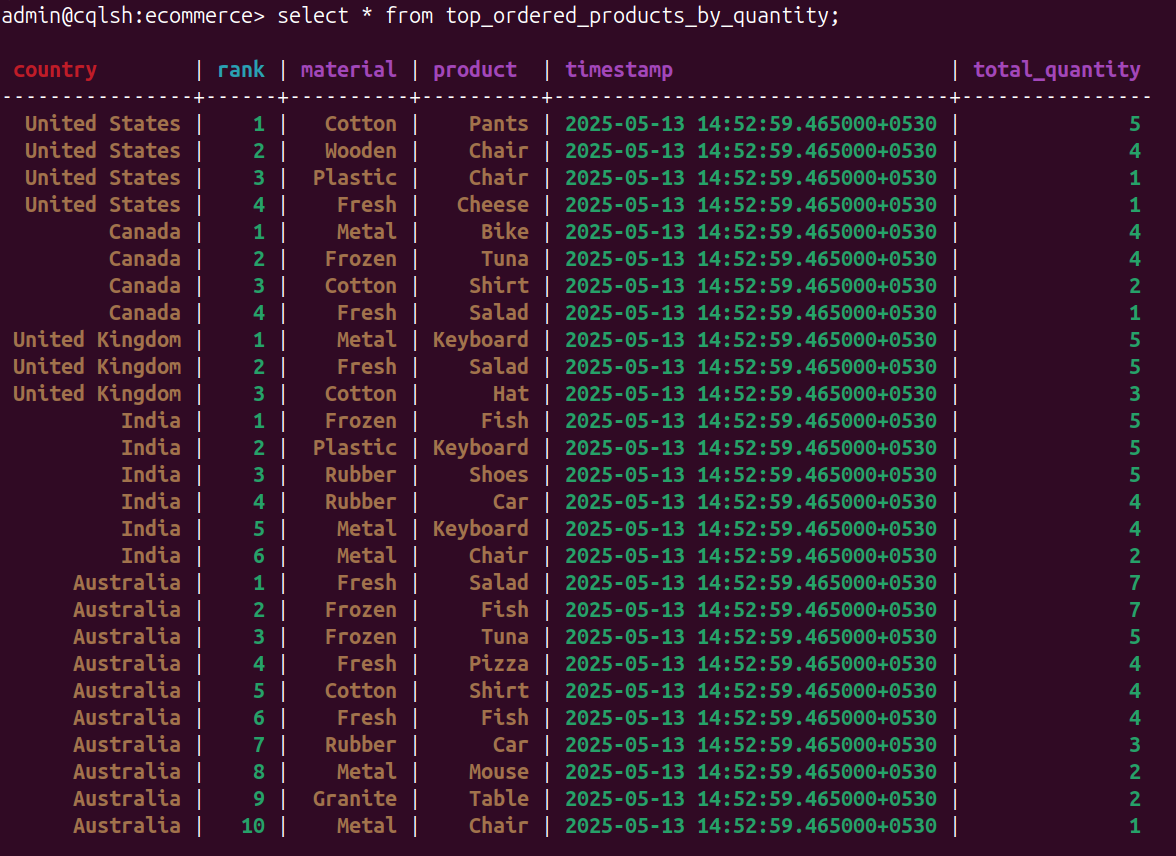 admin@cqlsh:ecommerce> select * from top_ordered_products_by_quantity;
 country        | rank | material | product  | timestamp                       | total_quantity
----------------+------+----------+----------+---------------------------------+----------------
  United States |    1 |   Cotton |    Pants | 2025-05-13 14:52:59.465000+0530 |              5
  United States |    2 |   Wooden |    Chair | 2025-05-13 14:52:59.465000+0530 |              4
  United States |    3 |  Plastic |    Chair | 2025-05-13 14:52:59.465000+0530 |              1
  United States |    4 |    Fresh |   Cheese | 2025-05-13 14:52:59.465000+0530 |              1
         Canada |    1 |    Metal |     Bike | 2025-05-13 14:52:59.465000+0530 |              4
         Canada |    2 |   Frozen |     Tuna | 2025-05-13 14:52:59.465000+0530 |              4
         Canada |    3 |   Cotton |    Shirt | 2025-05-13 14:52:59.465000+0530 |              2
         Canada |    4 |    Fresh |    Salad | 2025-05-13 14:52:59.465000+0530 |              1
 United Kingdom |    1 |    Metal | Keyboard | 2025-05-13 14:52:59.465000+0530 |              5
 United Kingdom |    2 |    Fresh |    Salad | 2025-05-13 14:52:59.465000+0530 |              5
 United Kingdom |    3 |   Cotton |      Hat | 2025-05-13 14:52:59.465000+0530 |              3
          India |    1 |   Frozen |     Fish | 2025-05-13 14:52:59.465000+0530 |              5
          India |    2 |  Plastic | Keyboard | 2025-05-13 14:52:59.465000+0530 |              5
          India |    3 |   Rubber |    Shoes | 2025-05-13 14:52:59.465000+0530 |              5
          India |    4 |   Rubber |      Car | 2025-05-13 14:52:59.465000+0530 |              4
          India |    5 |    Metal | Keyboard | 2025-05-13 14:52:59.465000+0530 |              4
          India |    6 |    Metal |    Chair | 2025-05-13 14:52:59.465000+0530 |              2
      Australia |    1 |    Fresh |    Salad | 2025-05-13 14:52:59.465000+0530 |              7
      Australia |    2 |   Frozen |     Fish | 2025-05-13 14:52:59.465000+0530 |              7
      Australia |    3 |   Frozen |     Tuna | 2025-05-13 14:52:59.465000+0530 |              5
      Australia |    4 |    Fresh |    Pizza | 2025-05-13 14:52:59.465000+0530 |              4
      Australia |    5 |   Cotton |    Shirt | 2025-05-13 14:52:59.465000+0530 |              4
      Australia |    6 |    Fresh |     Fish | 2025-05-13 14:52:59.465000+0530 |              4
      Australia |    7 |   Rubber |      Car | 2025-05-13 14:52:59.465000+0530 |              3
      Australia |    8 |    Metal |    Mouse | 2025-05-13 14:52:59.465000+0530 |              2
      Australia |    9 |  Granite |    Table | 2025-05-13 14:52:59.465000+0530 |              2
      Australia |   10 |    Metal |    Chair | 2025-05-13 14:52:59.465000+0530 |              1